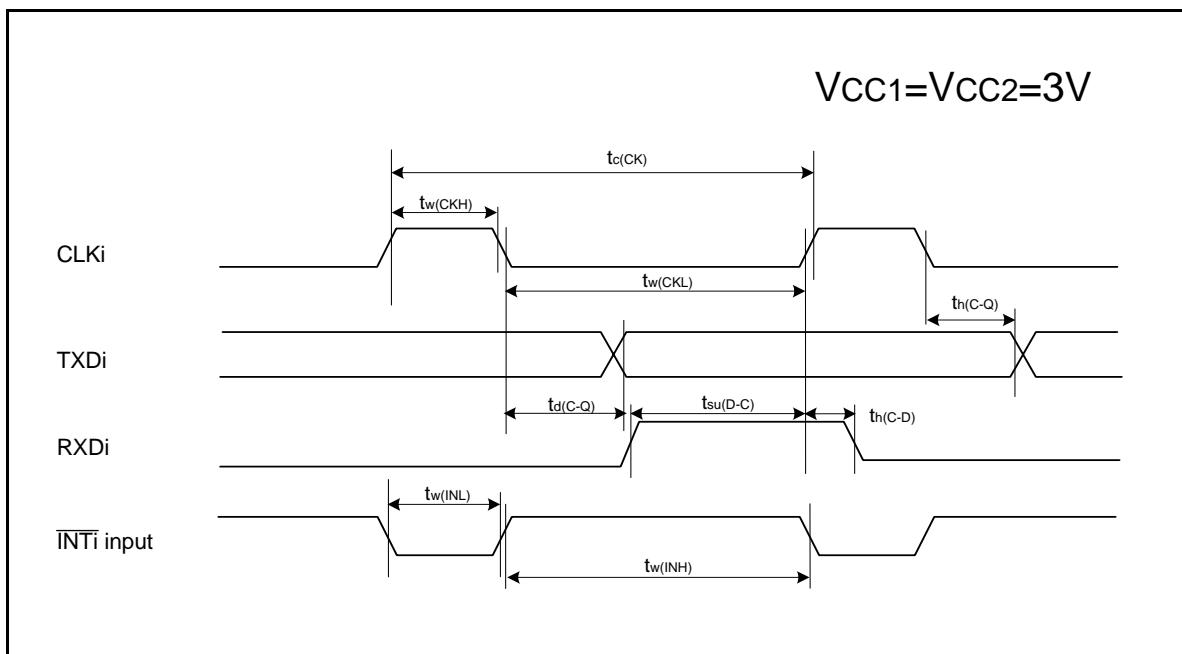 VCC1=VCC2=3V
tc(CK)
tw(CKH)
CLKi
tw(CKL)
th(C-Q)
TXDi
td(C-Q)
tsu(D-C)
th(C-D)
RXDi
tw(INL)
I̅N̅T̅i̅ input
tw(INH)